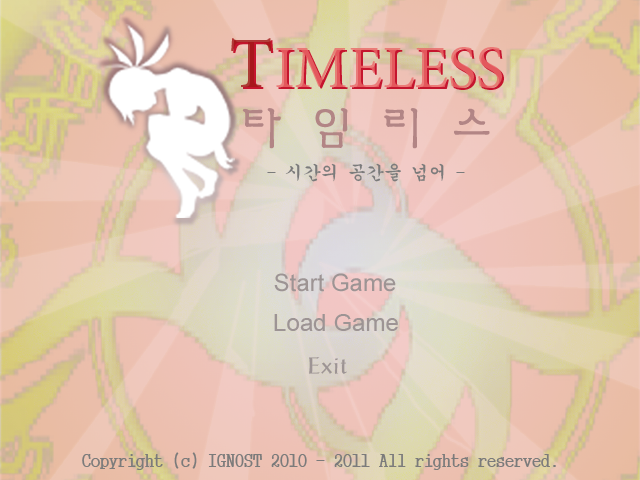 TIMELESS
타임리스
- 시간의 공간을 넘어 -
Start Game
Load Game
Exit
Copyright (c) IGNOST 2010 - 2011 All rights reserved.